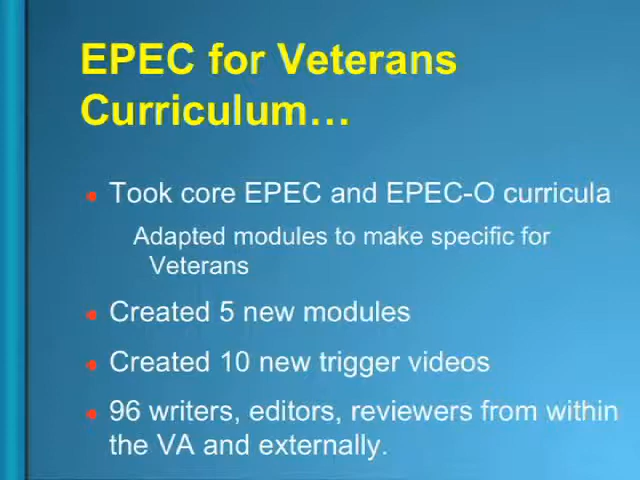 EPEC for Veterans
Curriculum…
• Took core EPEC and EPEC-O curricula
Adapted modules to make specific for
Veterans
• Created 5 new modules
• Created 10 new trigger videos
• 96 writers, editors, reviewers from within
the VA and externally.